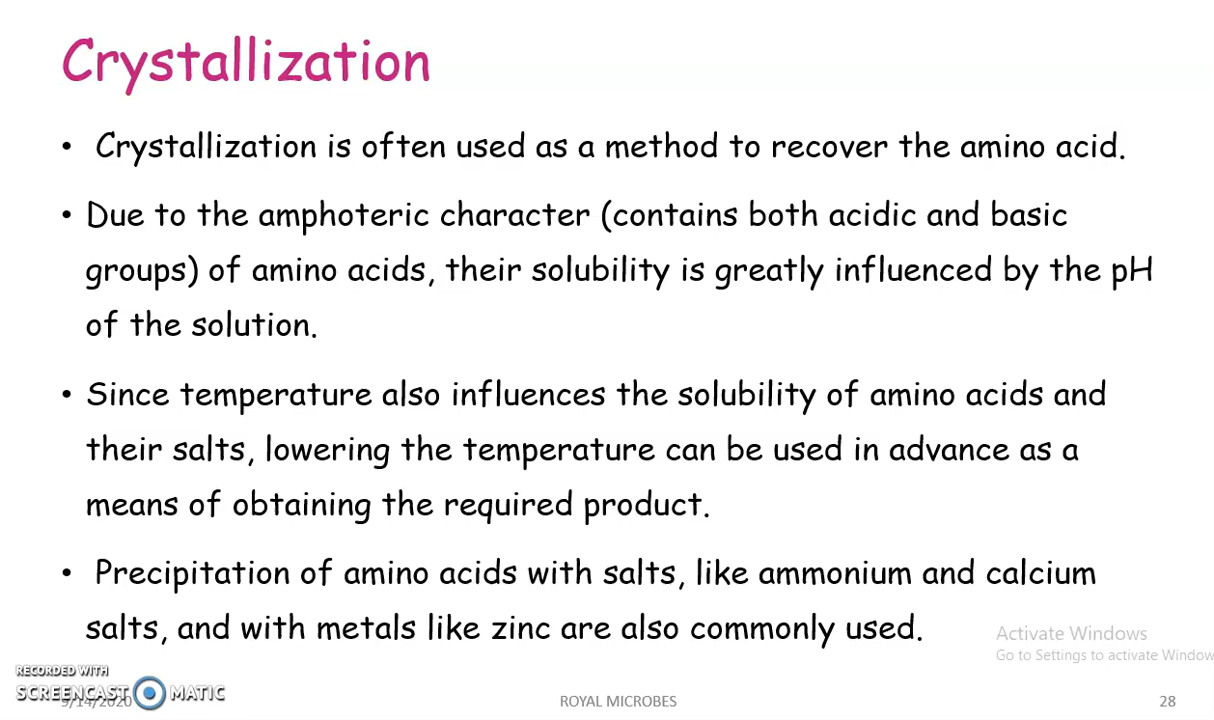 Crystallization
• Crystallization is often used as a method to recover the amino acid.
• Due to the amphoteric character (contains both acidic and basic
groups) of amino acids, their solubility is greatly influenced by the pH
of the solution.
• Since temperature also influences the solubility of amino acids and
their salts, lowering the temperature can be used in advance as a
means of obtaining the required product.
• Precipitation of amino acids with salts, like ammonium and calcium
salts, and with metals like zinc are also commonly used.
Activate Windows
Go to Settings to activate Window
RECORDED WITH
SCREENCAST MATIC
9/14/2020
ROYAL MICROBES
28